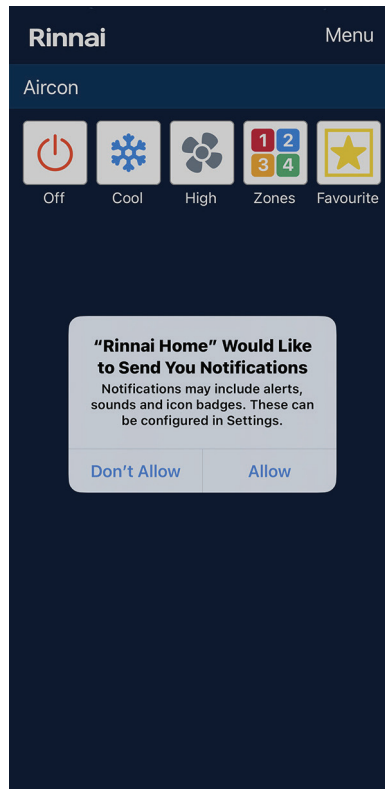 Rinnai Menu
Aircon
1 2
3 4
Off Cool High Zones Favourite
“Rinnai Home” Would Like
to Send You Notifications
Notifications may include alerts,
sounds and icon badges. These can
be configured in Settings.
Don’t Allow Allow